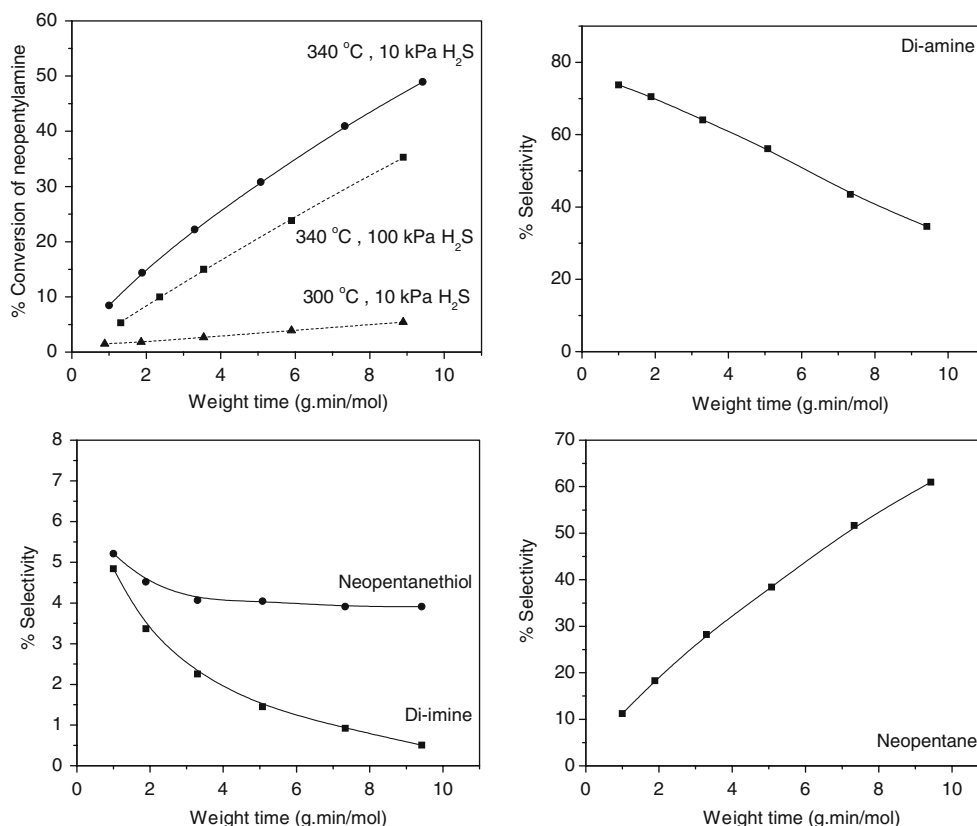 60
50
40
30
20
10
0
% Conversion of neopentylamine
340 °C , 10 kPa H2S
340 °C , 100 kPa H2S
300 °C, 10 kPa H2S
0 2 4 6 8 10
Weight time (g.min/mol)
Di-amine
80
60
40
20
0
% Selectivity
0 2 4 6 8 10
Weight time (g.min/mol)
8
7
6
5
4
3
2
1
0
% Selectivity
Neopentanethiol
Di-imine
0 2 4 6 8 10
Weight time (g.min/mol)
70
60
50
40
30
20
10
0
% Selectivity
Neopentane
0 2 4 6 8 10
Weight time (g.min/mol)